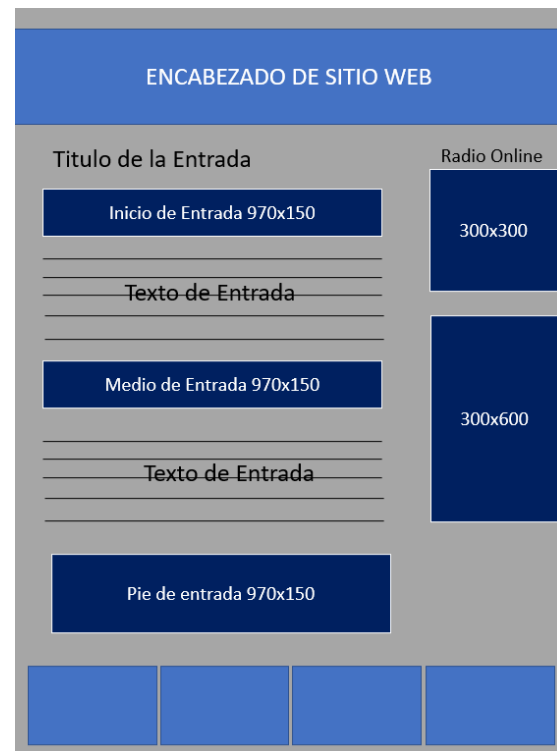 ENCABEZADO DE SITIO WEB
Titulo de la Entrada
Inicio de Entrada 970x150
Texto de Entrada
Medio de Entrada 970x150
Texto de Entrada
Pie de entrada 970x150
Radio Online
300x300
300x600